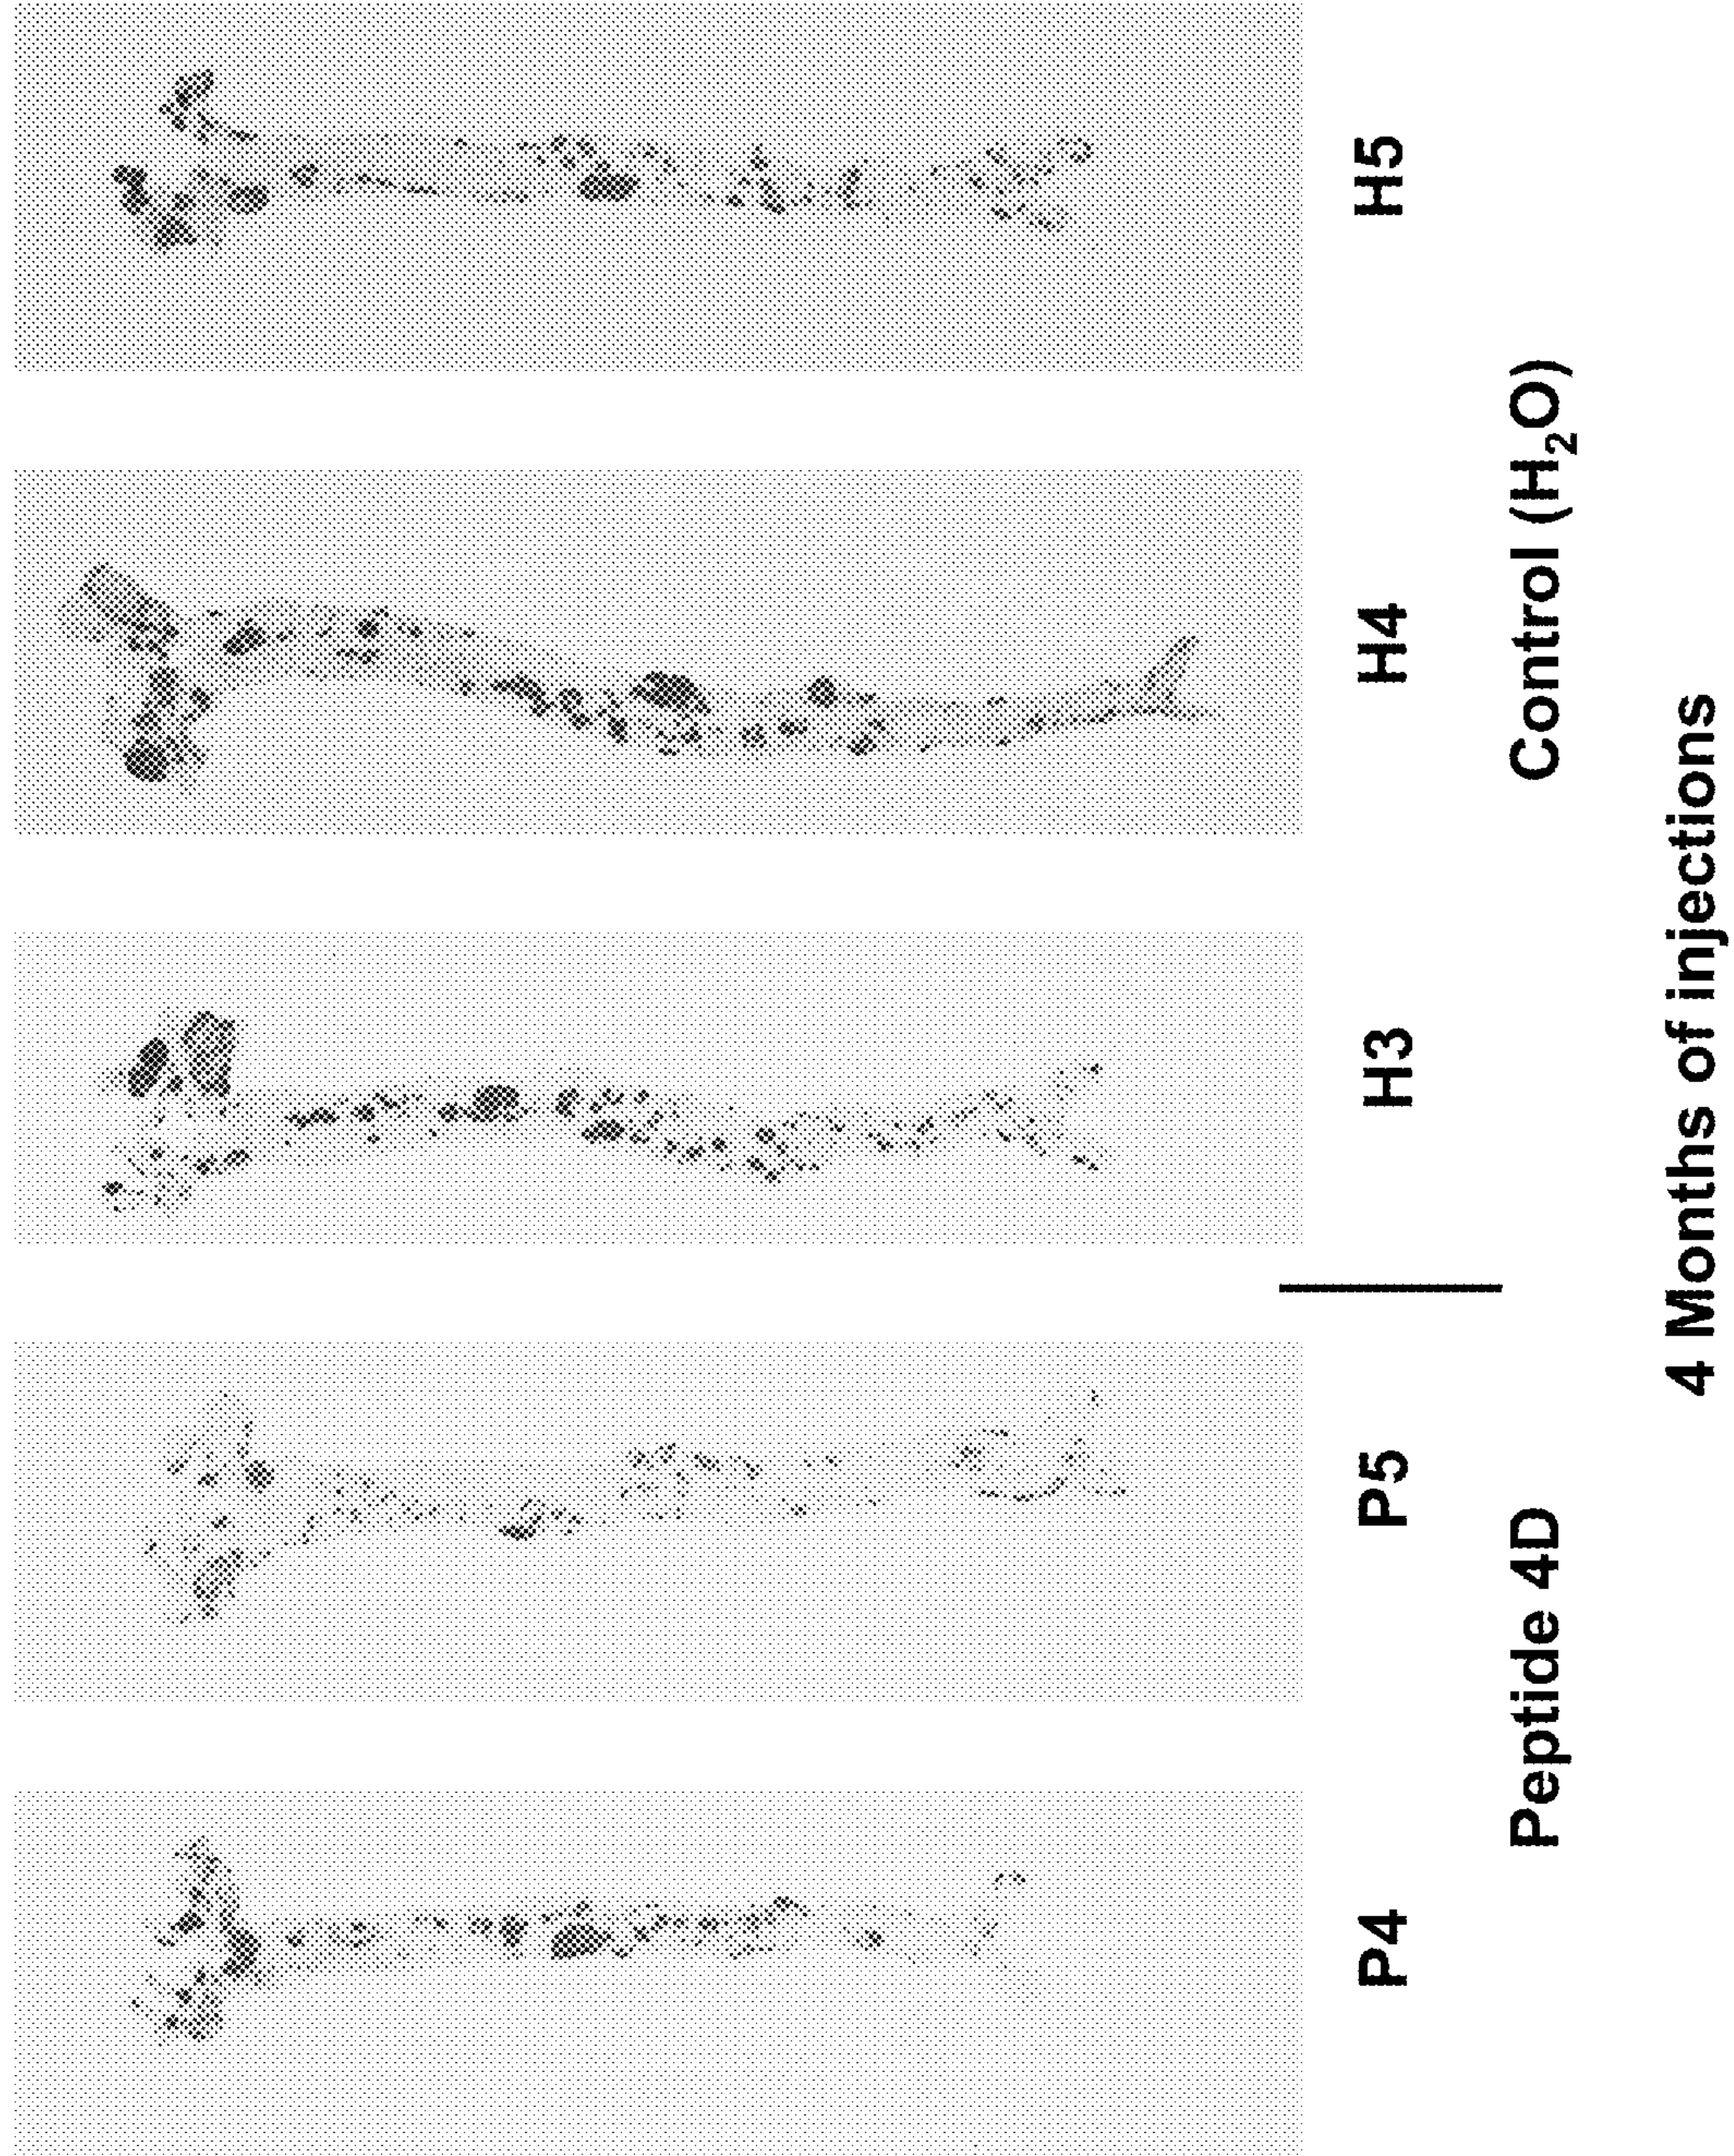 P4
P5
H3
H4
H5
Peptide 4D
Control (H₂O)
4 Months of injections